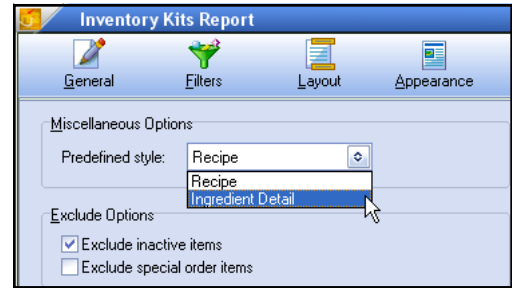 Inventory Kits Report
General Filters Layout Appearance
Miscellaneous Options
Predefined style: Recipe
Recipe
Ingredient Detail
Exclude Options
Exclude inactive items
Exclude special order items